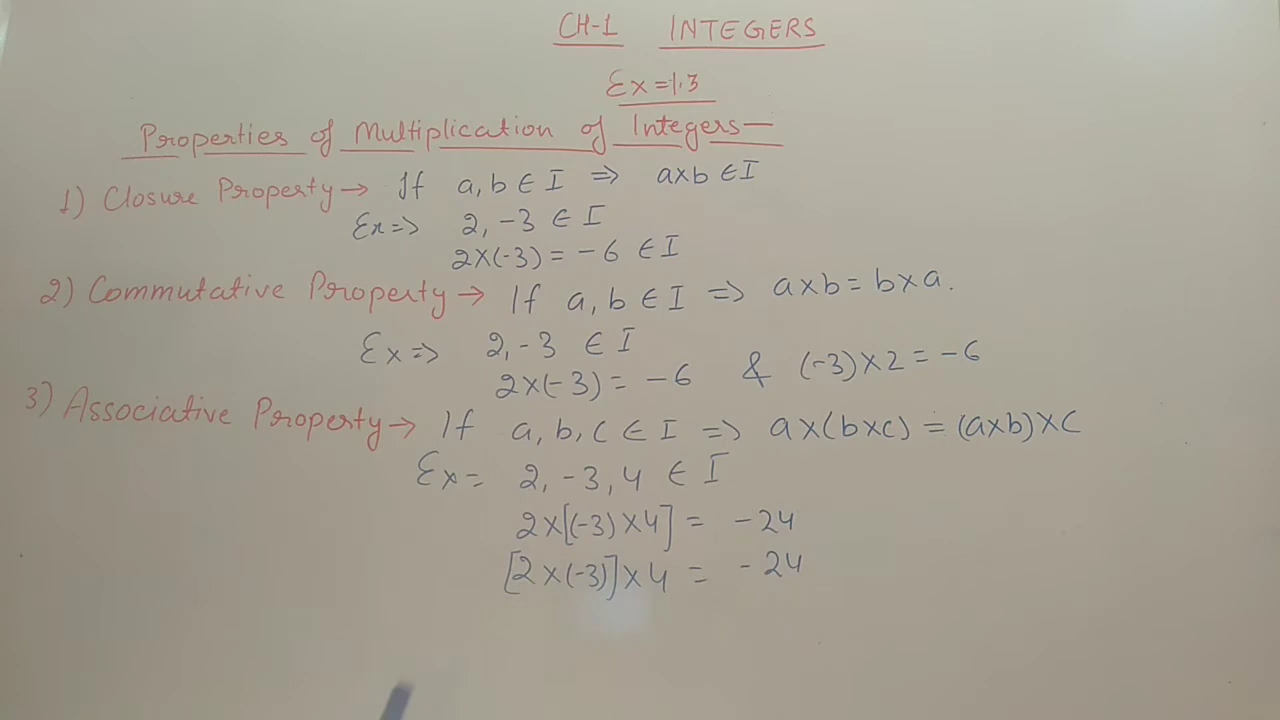 CH-1 INTEGERS
Ex = 1.3
Properties of Multiplication of Integers—
1) Closure Property → If a, b ∈ I ⇒ a×b ∈ I
Ex ⇒ 2, -3 ∈ I
2×(-3) = -6 ∈ I
2) Commutative Property → If a, b ∈ I ⇒ a×b = b×a.
Ex ⇒ 2, -3 ∈ I
2×(-3) = -6 & (-3)×2 = -6
3) Associative Property → If a, b, c ∈ I ⇒ a×(b×c) = (a×b)×c
Ex = 2, -3, 4 ∈ I
2×[(-3)×4] = -24
[2×(-3)]×4 = -24